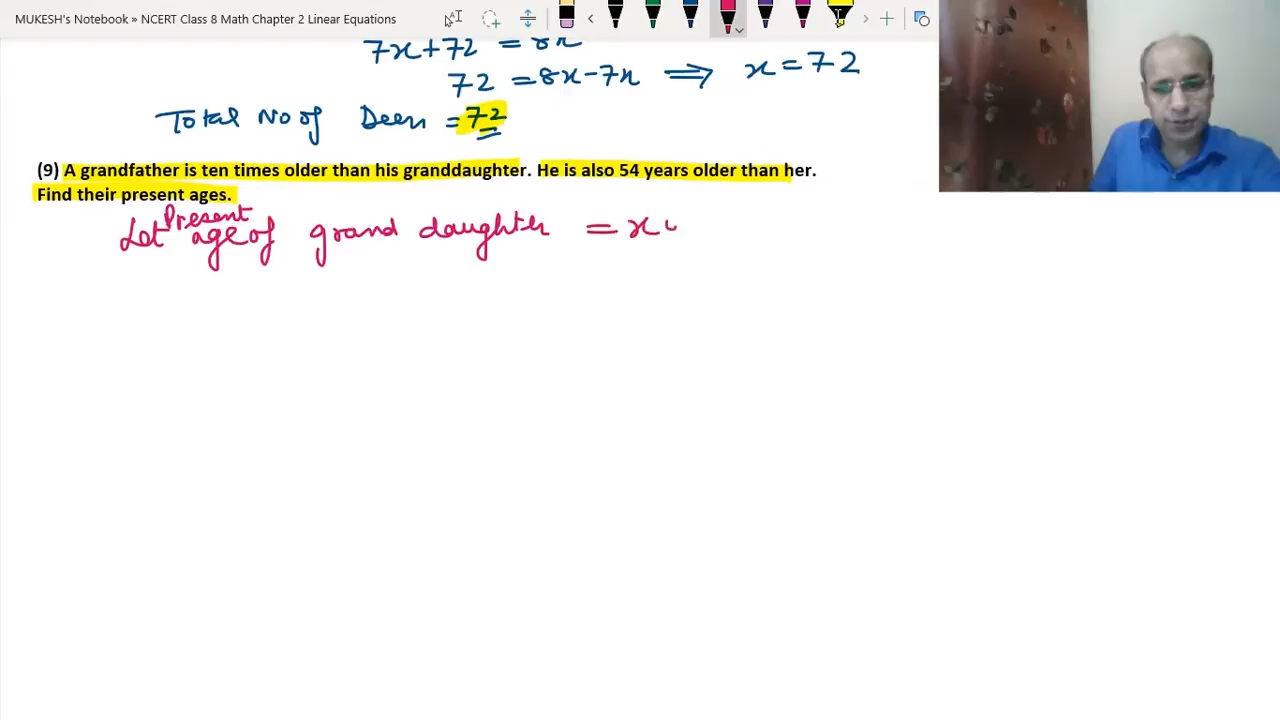 MUKESH's Notebook » NCERT Class 8 Math Chapter 2 Linear Equations
7x+72 = 8x
72 = 8x-7x ⟹ x = 72
Total No of Deen = 72
(9) A grandfather is ten times older than his granddaughter. He is also 54 years older than her.
Find their present ages.
Present
Let age of grand daughter = x